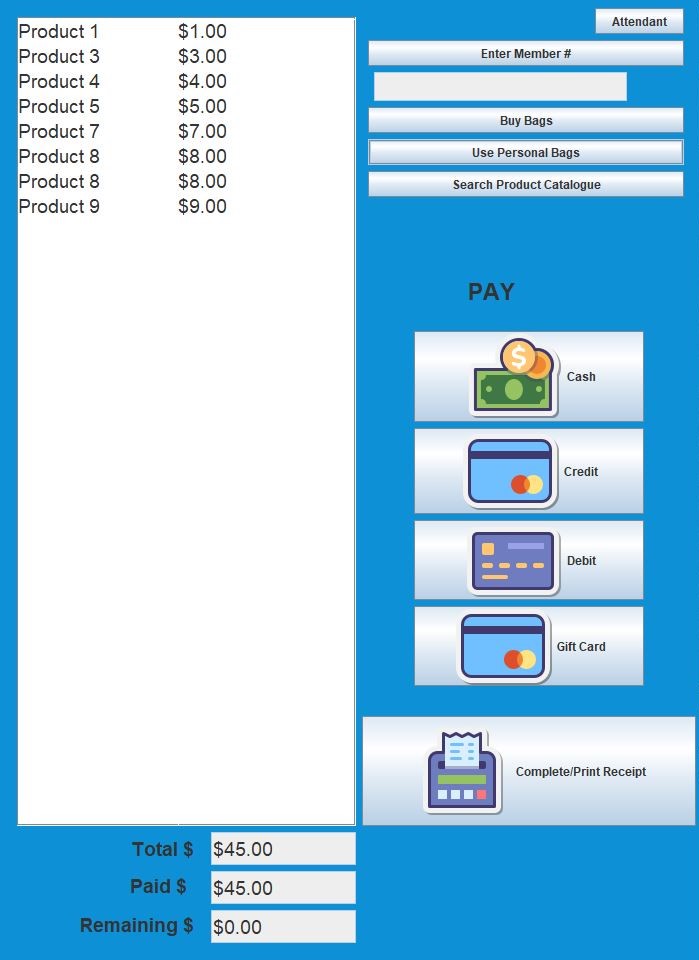 Product 1 $1.00
Product 3 $3.00
Product 4 $4.00
Product 5 $5.00
Product 7 $7.00
Product 8 $8.00
Product 8 $8.00
Product 9 $9.00
Attendant
Enter Member #
Buy Bags
Use Personal Bags
Search Product Catalogue
PAY
$
Cash
Credit
Debit
Gift Card
Complete/Print Receipt
Total $ $45.00
Paid $ $45.00
Remaining $ $0.00